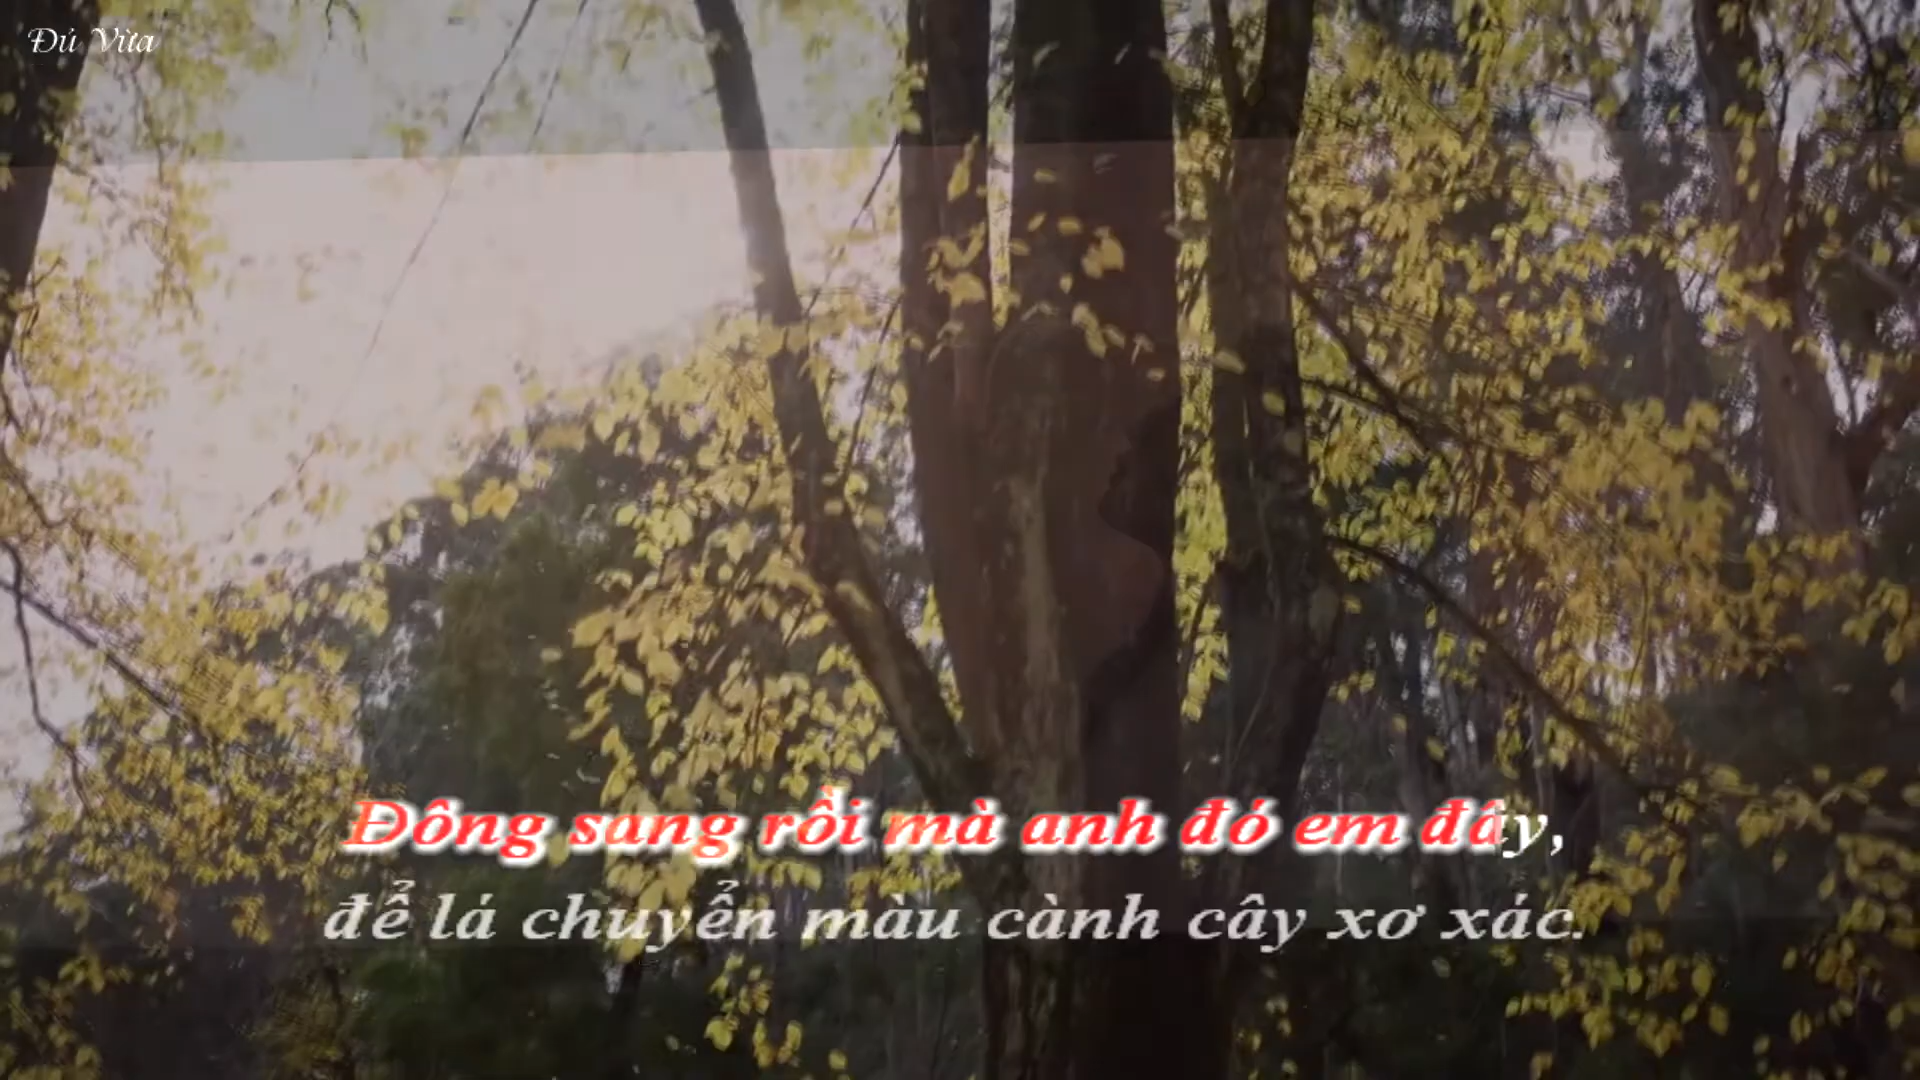 Đủ Vừa
Đông sang rồi mà anh đó em đây,
để lá chuyển màu cành cây xơ xác.